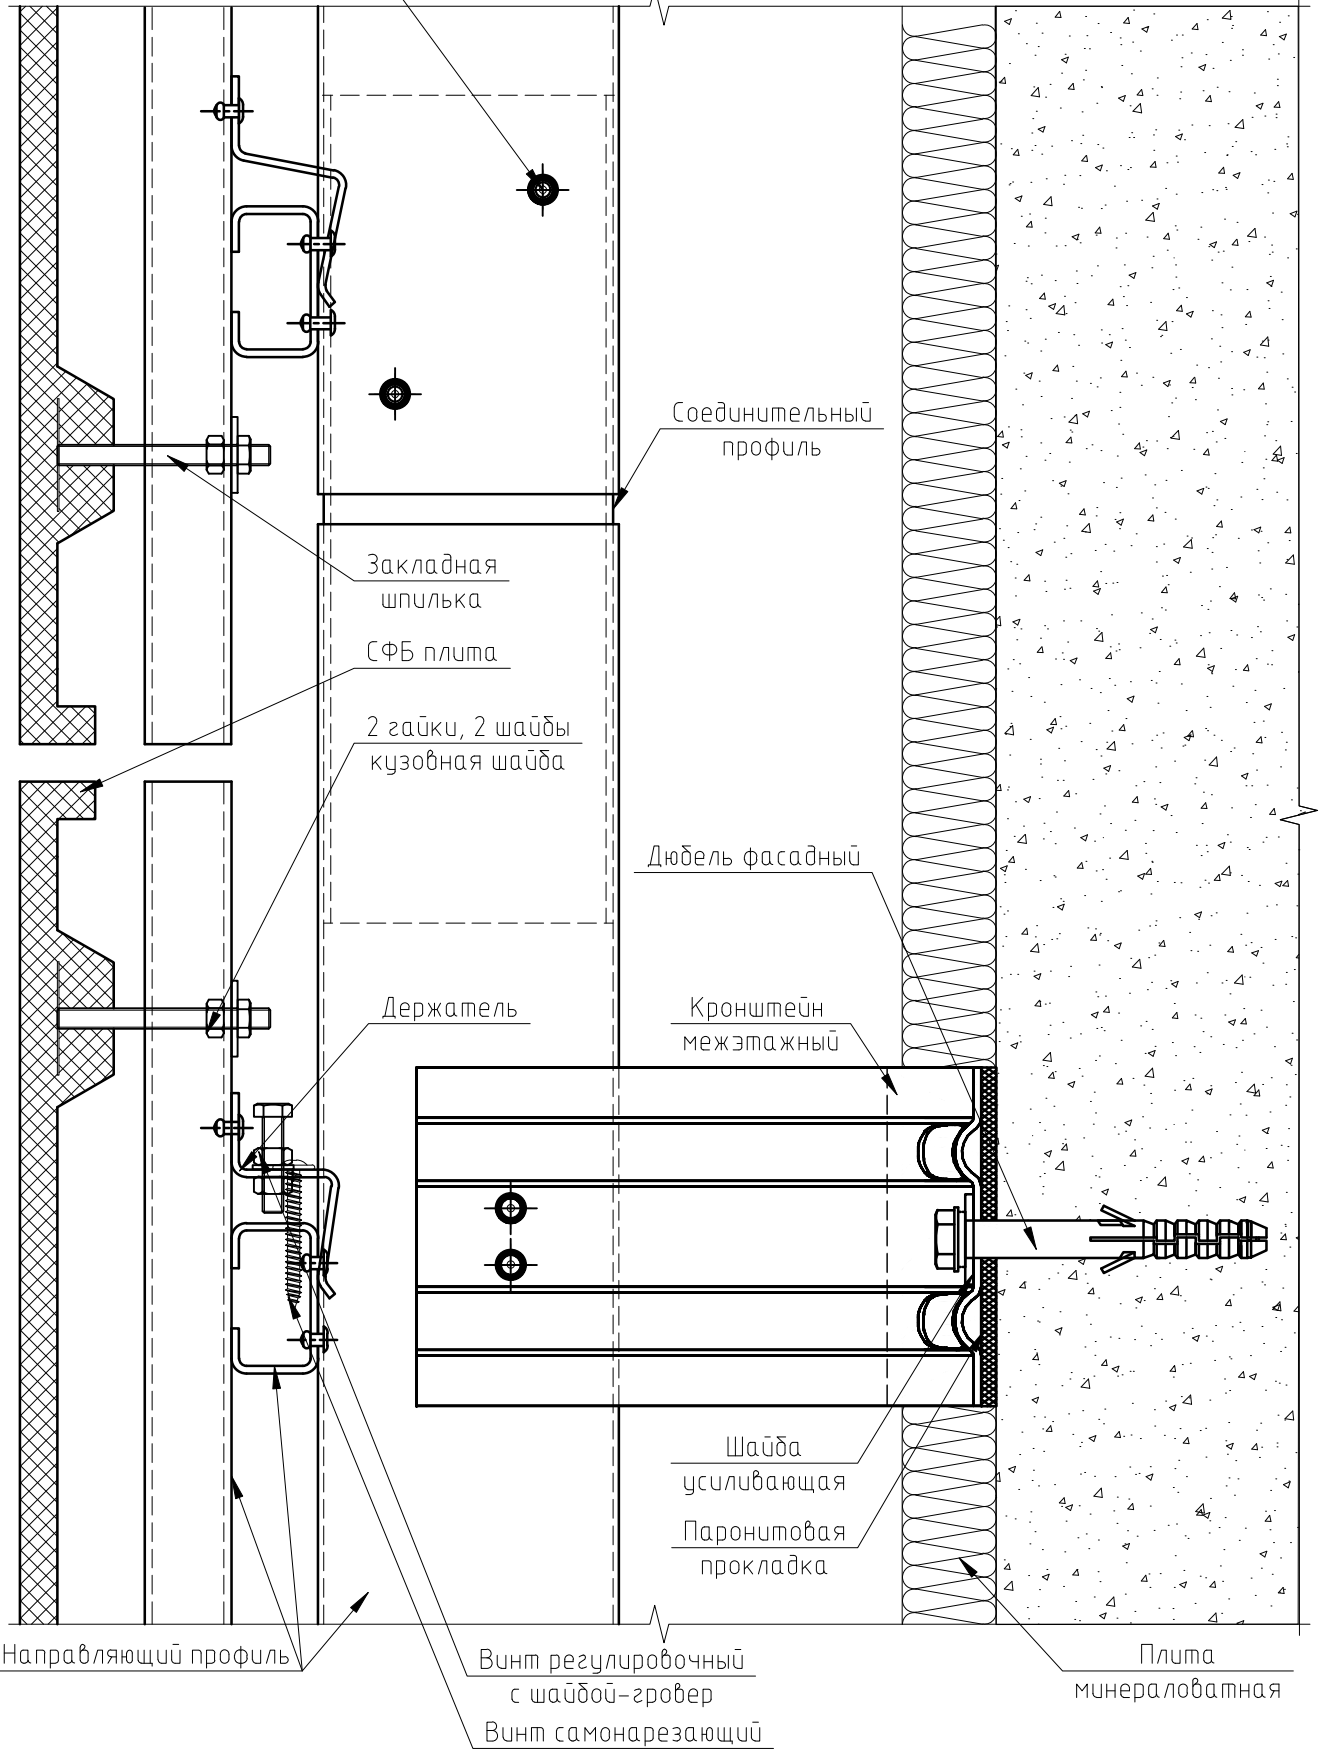 Соединительный
профиль
Закладная
шпилька
СФБ плита
2 гайки, 2 шайбы
кузовная шайба
Дюбель фасадный
Держатель
Кронштейн
межэтажный
Шайба
усиливающая
Паронитовая
прокладка
Направляющий профиль
Винт регулировочный
с шайбой-гровер
Винт самонарезающий
Плита
минераловатная